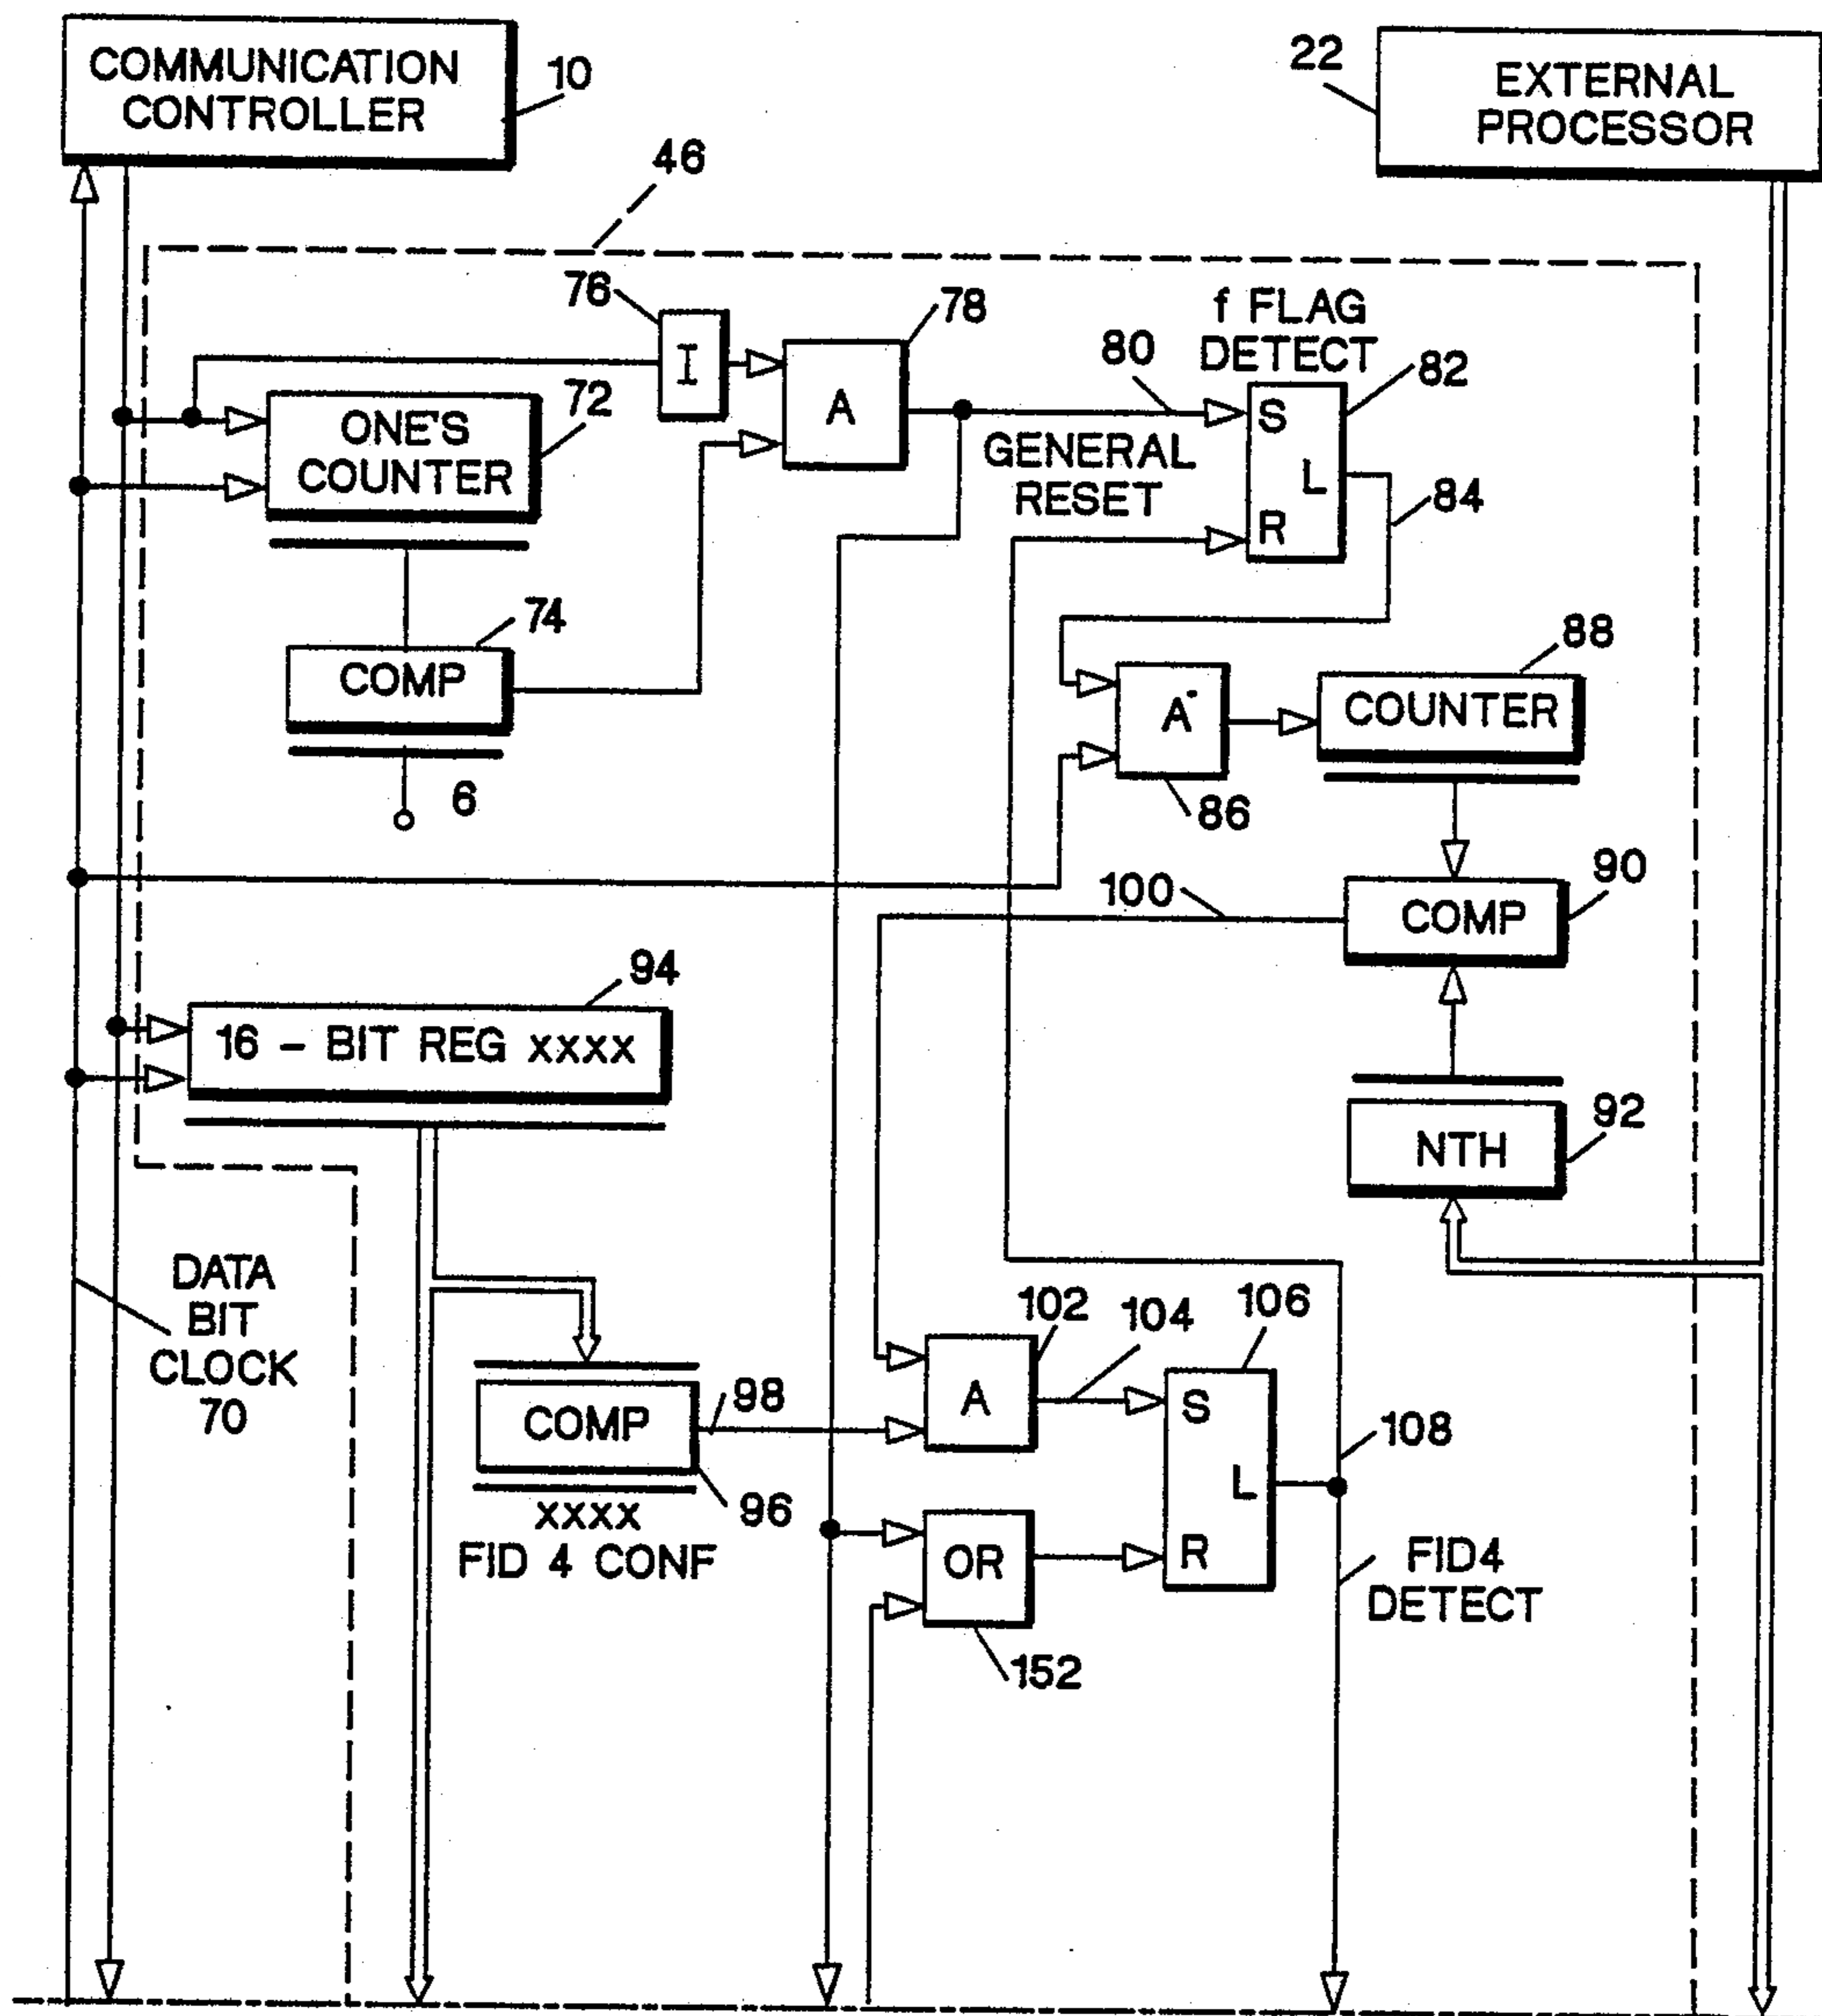 COMMUNICATION
CONTROLLER
10
22
EXTERNAL
PROCESSOR
46
76
I
78
A
f FLAG
DETECT
80
82
S
L
R
GENERAL
RESET
84
ONE'S
COUNTER
72
74
COMP
6
A
86
88
COUNTER
100
COMP
90
94
16 - BIT REG xxxx
NTH
92
DATA
BIT
CLOCK
70
COMP
98
96
xxxx
FID 4 CONF
102
A
104
106
S
L
R
108
OR
152
FID4
DETECT